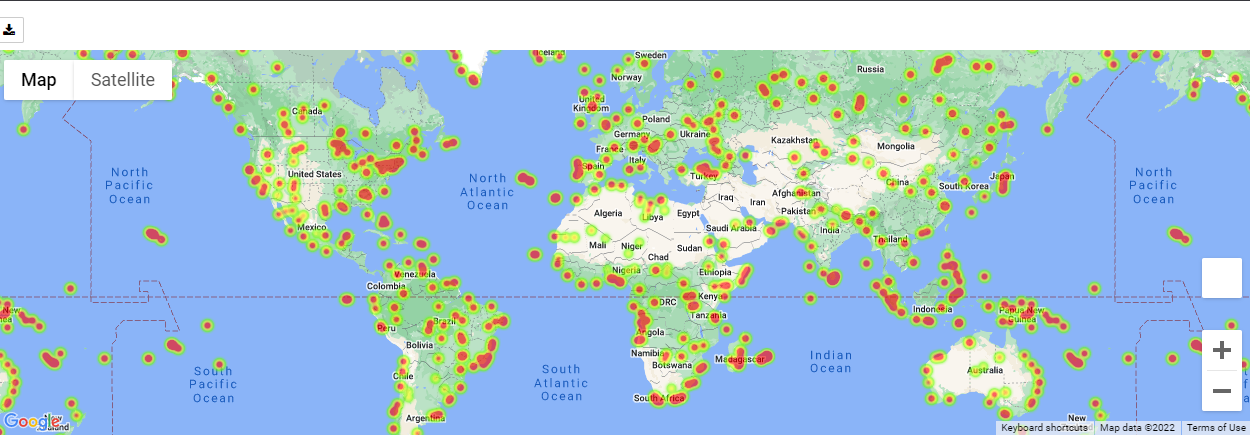 Map
Satellite
Iceland
Sweden
Norway
Russia
United
Kingdom
Canada
Poland
Germany
Ukraine
Kazakhstan
Mongolia
France
Italy
Spain
Turkey
United States
North
Pacific
Ocean
North
Atlantic
Ocean
China
South Korea
Japan
North
Pacific
Ocean
Afghanistan
Iraq
Iran
Pakistan
Algeria
Libya
Egypt
Saudi Arabia
India
Mexico
Mali
Niger
Sudan
Thailand
Chad
Nigeria
Ethiopia
Venezuela
Colombia
DRC
Kenya
Indonesia
Papua New
Guinea
Tanzania
Peru
Brazil
Angola
Bolivia
Namibia
Botswana
Madagascar
Indian
Ocean
Australia
Chile
South
Pacific
Ocean
South
Atlantic
Ocean
South Africa
Argentina
New
Google
Keyboard shortcuts
Map data ©2022
Terms of Use